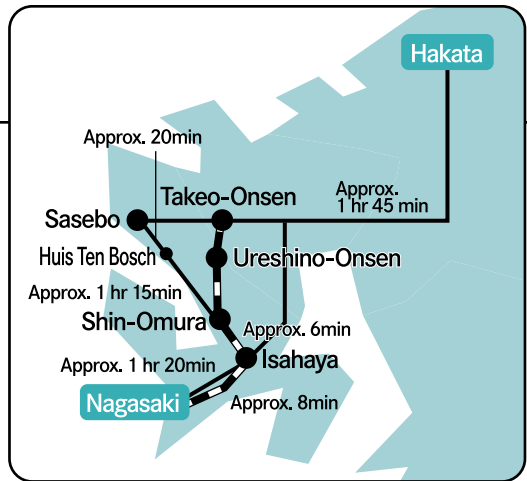 Hakata
Approx. 20min
Takeo-Onsen
Approx.
1 hr 45 min
Sasebo
Huis Ten Bosch
Ureshino-Onsen
Approx. 1 hr 15min
Shin-Omura
Approx. 6min
Approx. 1 hr 20min
Isahaya
Nagasaki
Approx. 8min